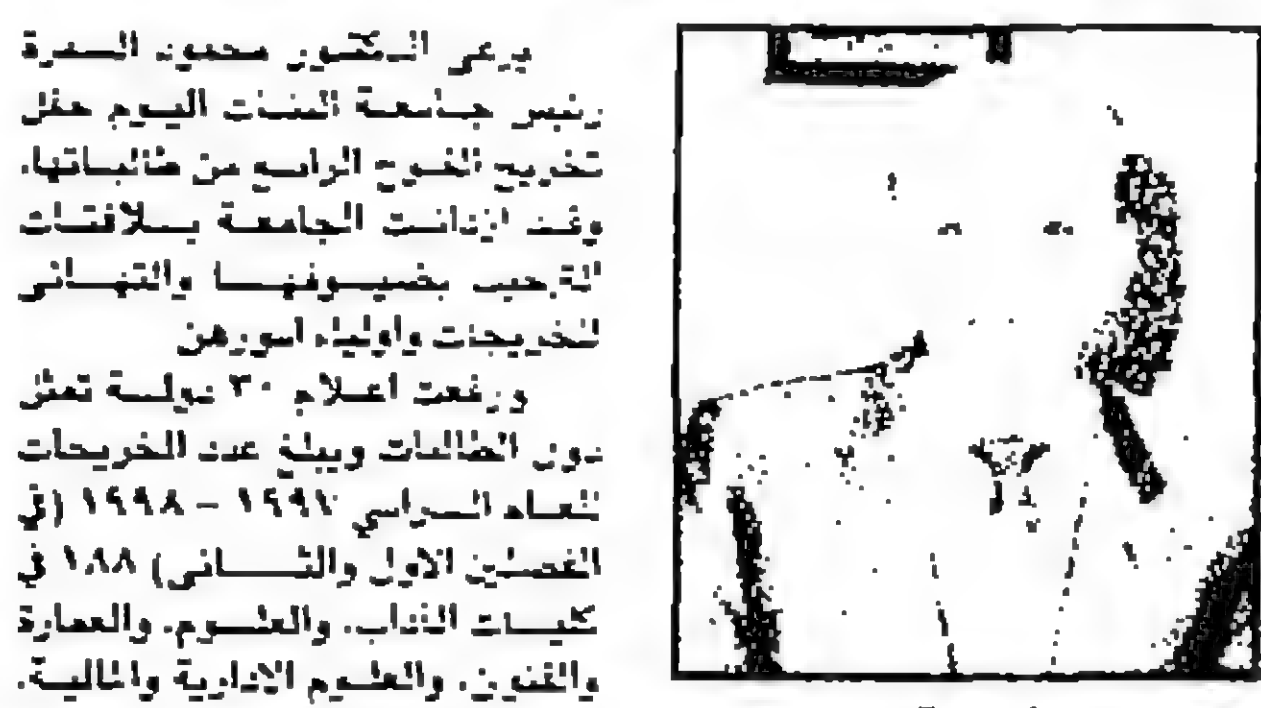 يرعى الدكتور محمود السمرة
رئيس جامعة البنات اليوم حفل
تخريج الفوج الرابع من طالباتها.
وقد ازدانت الجامعة بلافتات
الترحيب بضيوفها والتهاني
للخريجات واولياء امورهن
ورفعت اعلام ٣٠ دولة تمثل
دول الطالبات ويبلغ عدد الخريجات
للعام الدراسي ١٩٩٧ - ١٩٩٨ (في
الفصلين الاول والثاني) ١٨٨ في
كليات الآداب، والعلوم، والعمارة
والفنون، والعلوم الادارية والمالية.